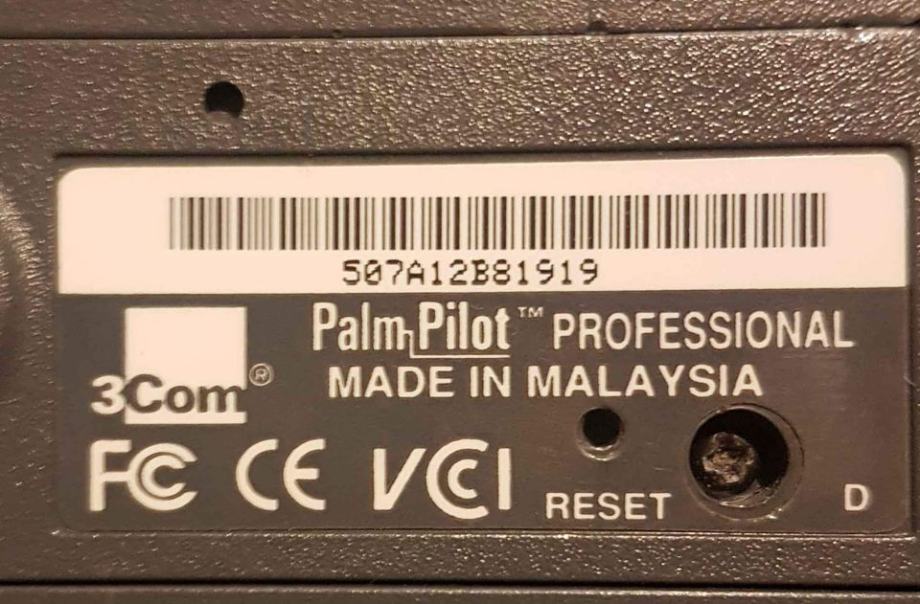 507A12B81919
PalmPilot™ PROFESSIONAL
3Com®
MADE IN MALAYSIA
FC CE VCCI
RESET
D